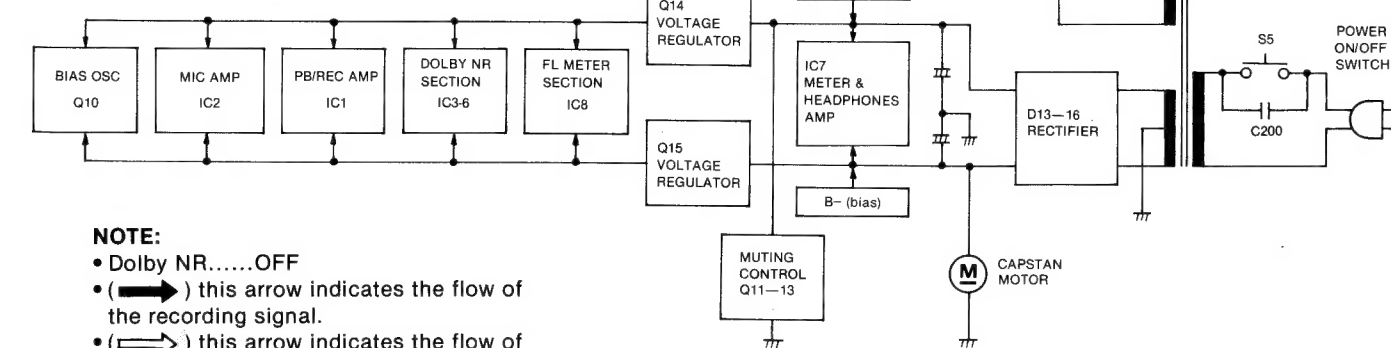 Q14
VOLTAGE
REGULATOR
BIAS OSC
Q10
MIC AMP
IC2
PB/REC AMP
IC1
DOLBY NR
SECTION
IC3-6
FL METER
SECTION
IC8
IC7
METER &
HEADPHONES
AMP
D13—16
RECTIFIER
S5
C200
POWER
ON/OFF
SWITCH
Q15
VOLTAGE
REGULATOR
B– (bias)
MUTING
CONTROL
Q11—13
M
CAPSTAN
MOTOR
NOTE:
• Dolby NR......OFF
• ( ) this arrow indicates the flow of
the recording signal.
• ( ) this arrow indicates the flow of